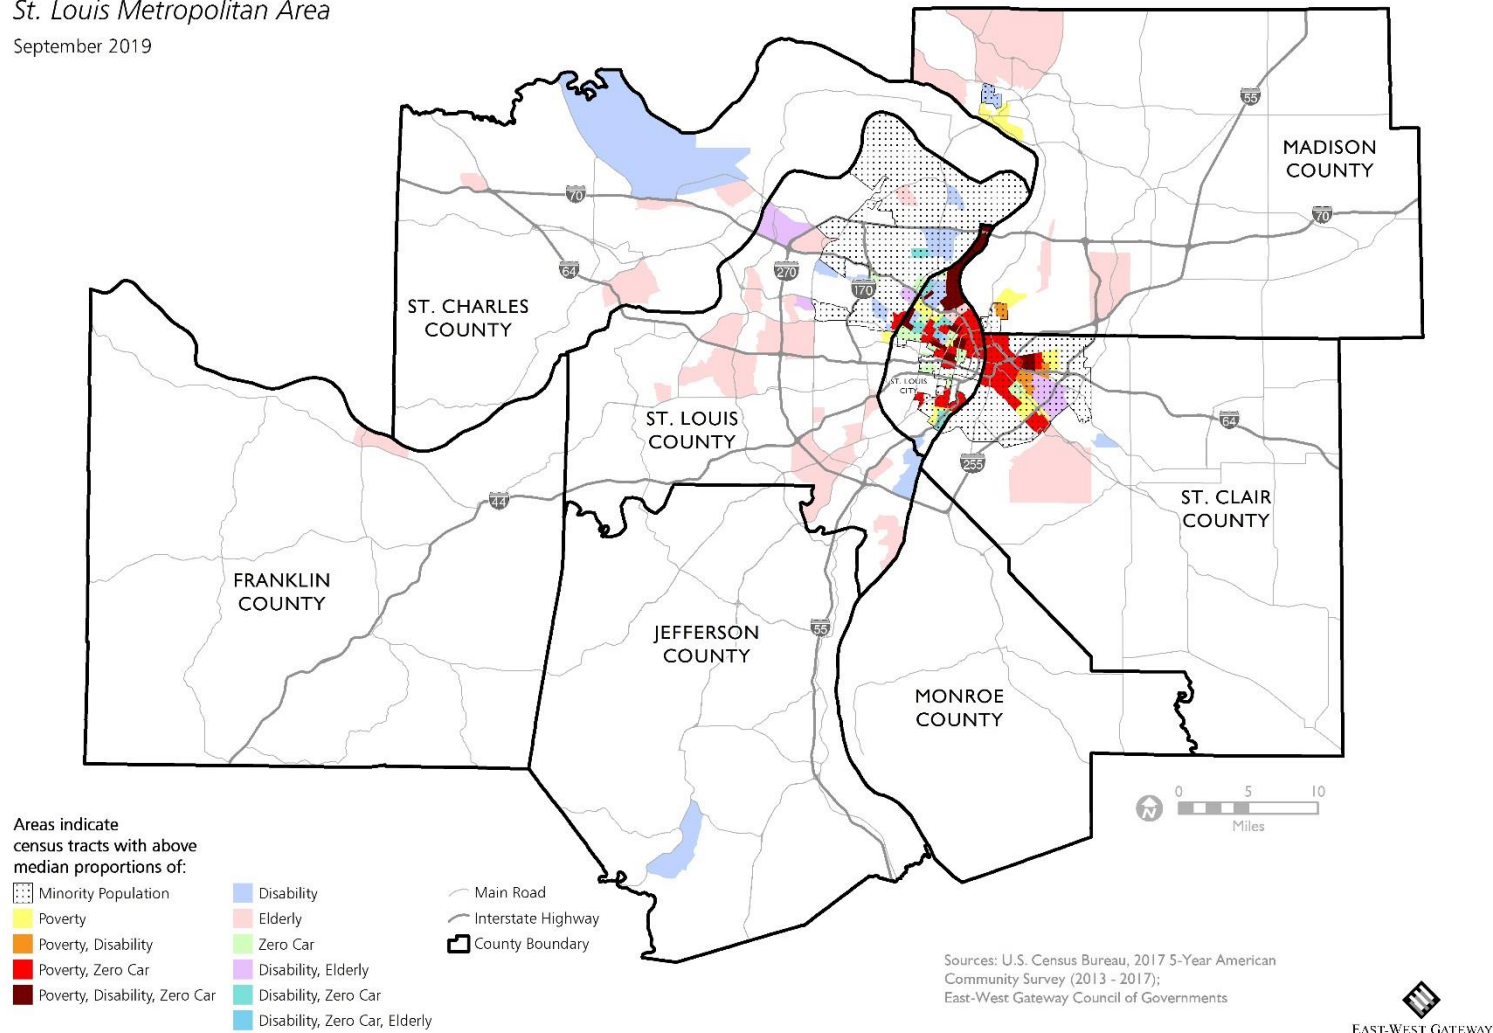 St. Louis Metropolitan Area
September 2019
55
MADISON
COUNTY
70
70
64
270
170
ST. CHARLES
COUNTY
ST. LOUIS
CITY
ST. LOUIS
COUNTY
64
255
44
ST. CLAIR
COUNTY
FRANKLIN
COUNTY
JEFFERSON
COUNTY
55
MONROE
COUNTY
0 5 10
Miles
N
Areas indicate
census tracts with above
median proportions of:
Minority Population
Poverty
Poverty, Disability
Poverty, Zero Car
Poverty, Disability, Zero Car
Disability
Elderly
Zero Car
Disability, Elderly
Disability, Zero Car
Disability, Zero Car, Elderly
Main Road
Interstate Highway
County Boundary
Sources: U.S. Census Bureau, 2017 5-Year American
Community Survey (2013 - 2017);
East-West Gateway Council of Governments
EAST-WEST GATEWAY